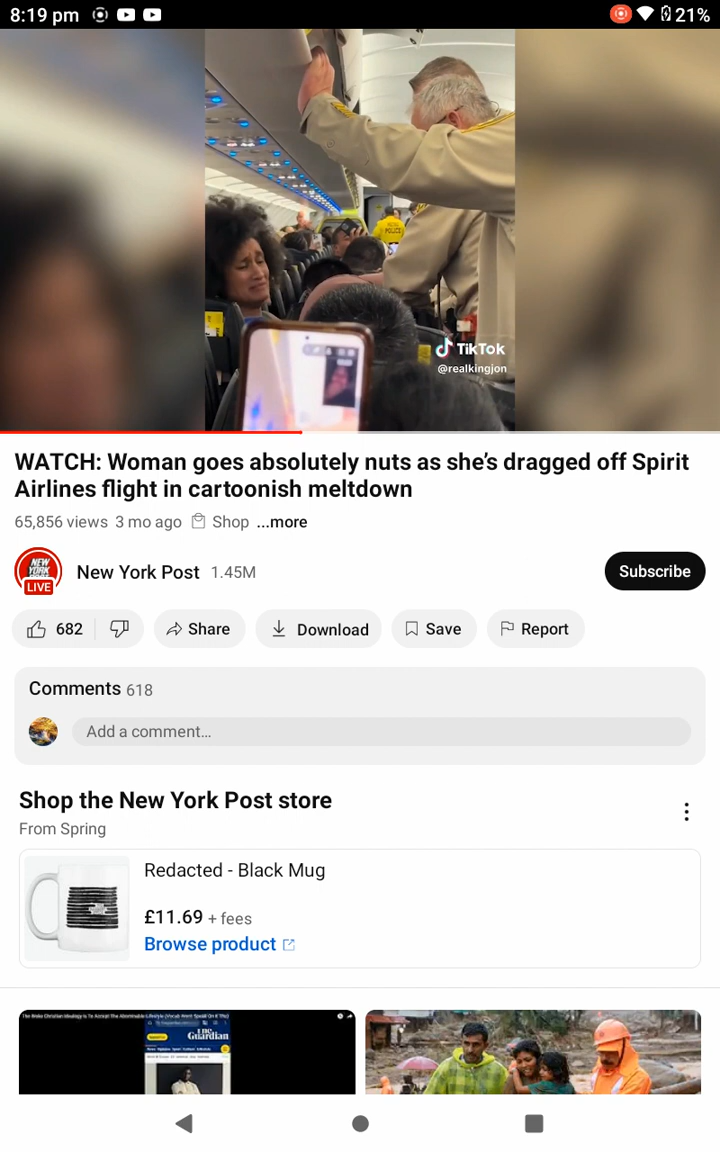 8:19 pm
21%
POLICE
TikTok
@realkingjon
WATCH: Woman goes absolutely nuts as she's dragged off Spirit
Airlines flight in cartoonish meltdown
65,856 views 3 mo ago Shop ...more
NEW
YORK
POST
LIVE
New York Post 1.45M
Subscribe
682
Share
Download
Save
Report
Comments 618
Add a comment...
Shop the New York Post store
From Spring
Redacted - Black Mug
£11.69 + fees
Browse product
The Guardian